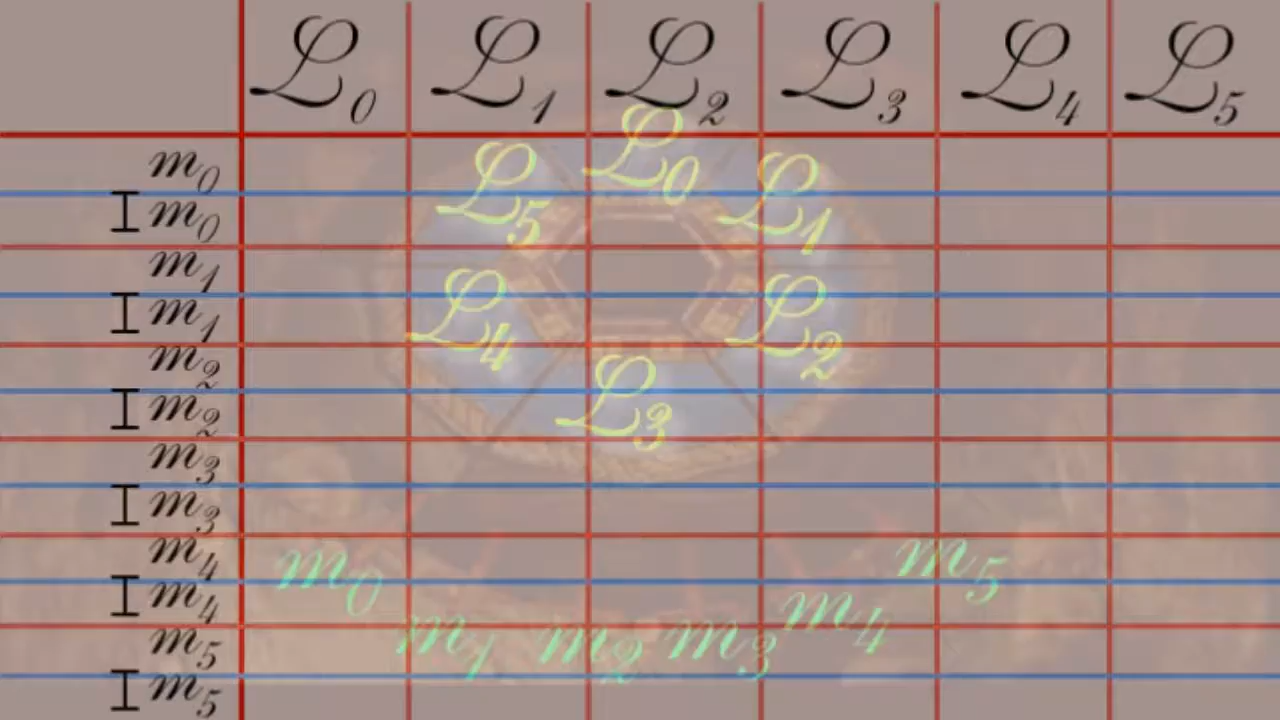 ℒ0 ℒ1 ℒ2 ℒ3 ℒ4 ℒ5
m0
I m0
m1
I m1
m2
I m2
m3
I m3
m4
I m4
m5
I m5
ℒ0
ℒ5 ℒ1
ℒ4 ℒ2
ℒ3
m0 m1 m2 m3 m4 m5